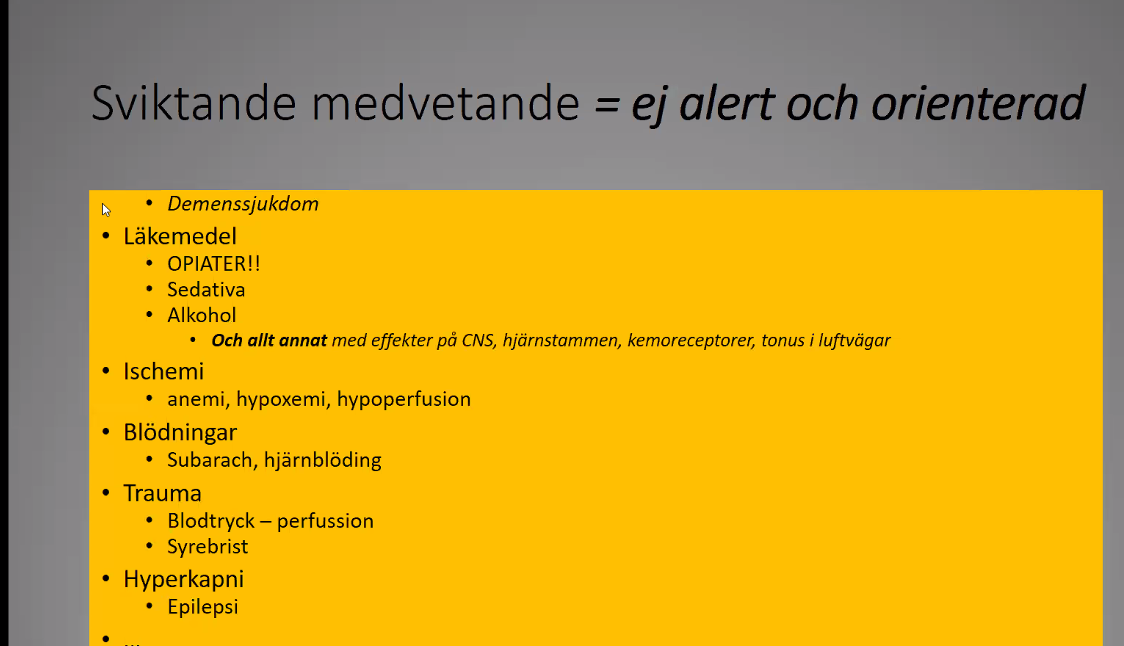 Sviktande medvetande = ej alert och orienterad
• Demenssjukdom
• Läkemedel
• OPIATER!!
• Sedativa
• Alkohol
• Och allt annat med effekter på CNS, hjärnstammen, kemoreceptorer, tonus i luftvägar
• Ischemi
• anemi, hypoxemi, hypoperfusion
• Blödningar
• Subarach, hjärnblöding
• Trauma
• Blodtryck – perfussion
• Syrebrist
• Hyperkapni
• Epilepsi
• ...